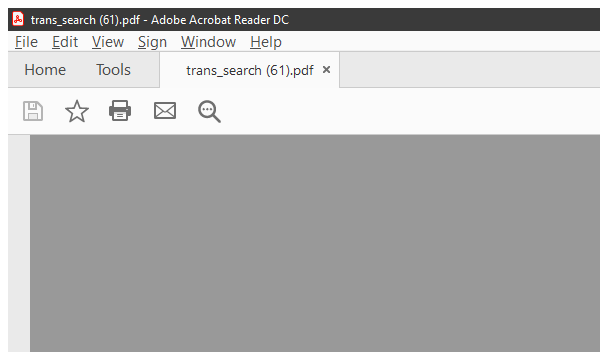 trans_search (61).pdf - Adobe Acrobat Reader DC
File Edit View Sign Window Help
Home Tools trans_search (61).pdf ×